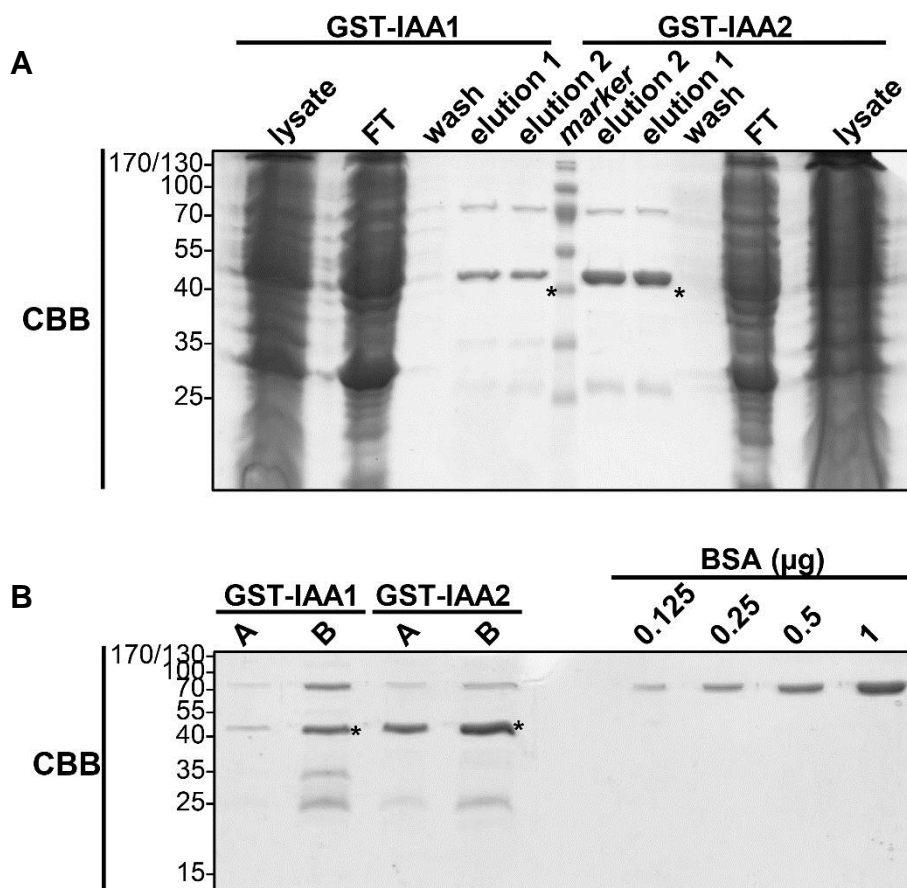 GST-IAA1 GST-IAA2
A
lysate FT wash elution 1 elution 2 marker elution 2 elution 1 wash FT lysate
170/130
100
70
55
40 * *
CBB
35
25
BSA (µg)
B
GST-IAA1 GST-IAA2
A B A B 0.125 0.25 0.5 1
170/130
100
70
55
40 * *
CBB
35
25
15